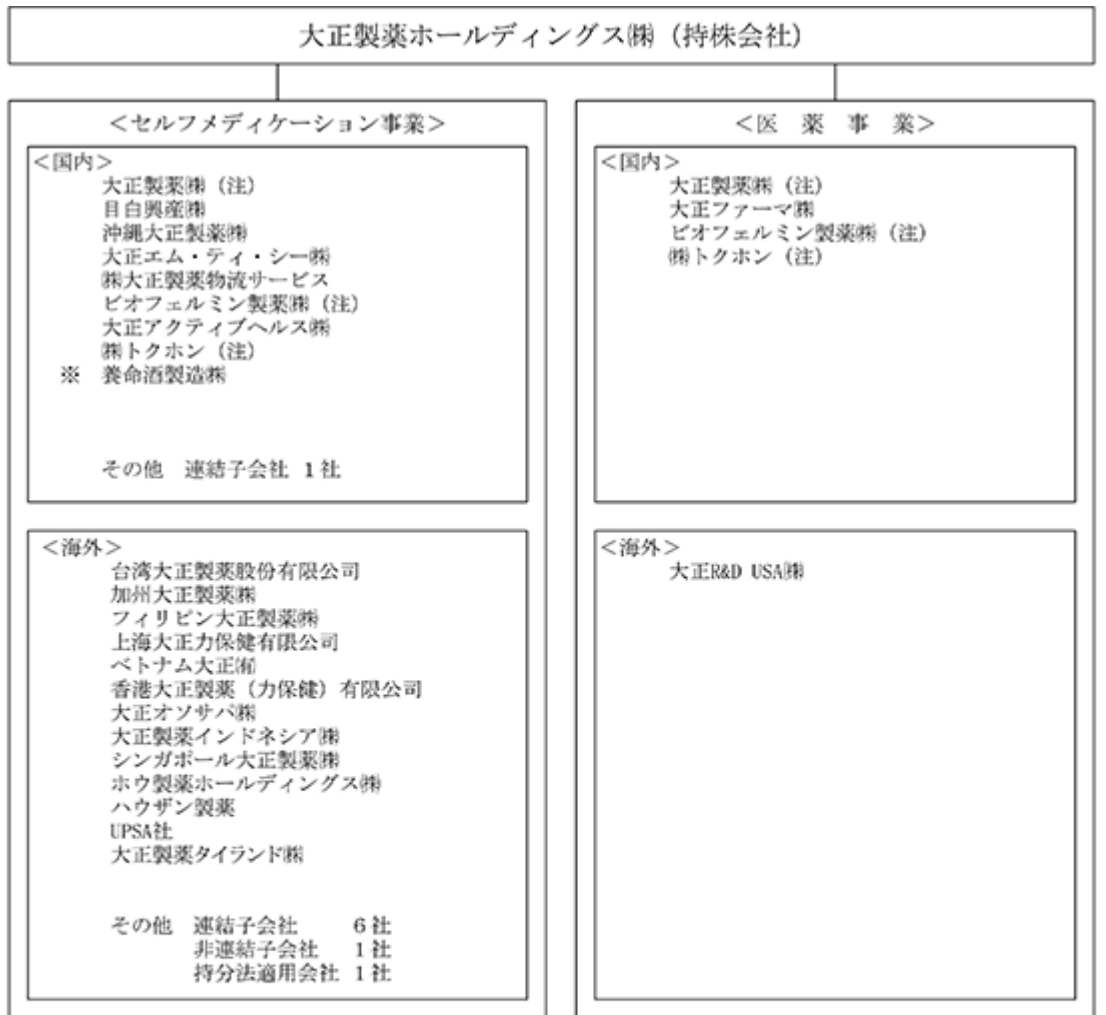 大正製薬ホールディングス㈱（持株会社）
＜セルフメディケーション事業＞
＜国内＞
大正製薬㈱（注）
目白興産㈱
沖縄大正製薬㈱
大正エム・ティ・シー㈱
㈱大正製薬物流サービス
ビオフェルミン製薬㈱（注）
大正アクティブヘルス㈱
㈱トクホン（注）
※ 養命酒製造㈱
その他 連結子会社 1社
＜海外＞
台湾大正製薬股份有限公司
加州大正製薬㈱
フィリピン大正製薬㈱
上海大正力保健有限公司
ベトナム大正㈲
香港大正製薬（力保健）有限公司
大正オソサパ㈱
大正製薬インドネシア㈱
シンガポール大正製薬㈱
ホウ製薬ホールディングス㈱
ハウザン製薬
UPSA社
大正製薬タイランド㈱
その他 連結子会社 6社
非連結子会社 1社
持分法適用会社 1社
＜医 薬 事 業＞
＜国内＞
大正製薬㈱（注）
大正ファーマ㈱
ビオフェルミン製薬㈱（注）
㈱トクホン（注）
＜海外＞
大正R&D USA㈱